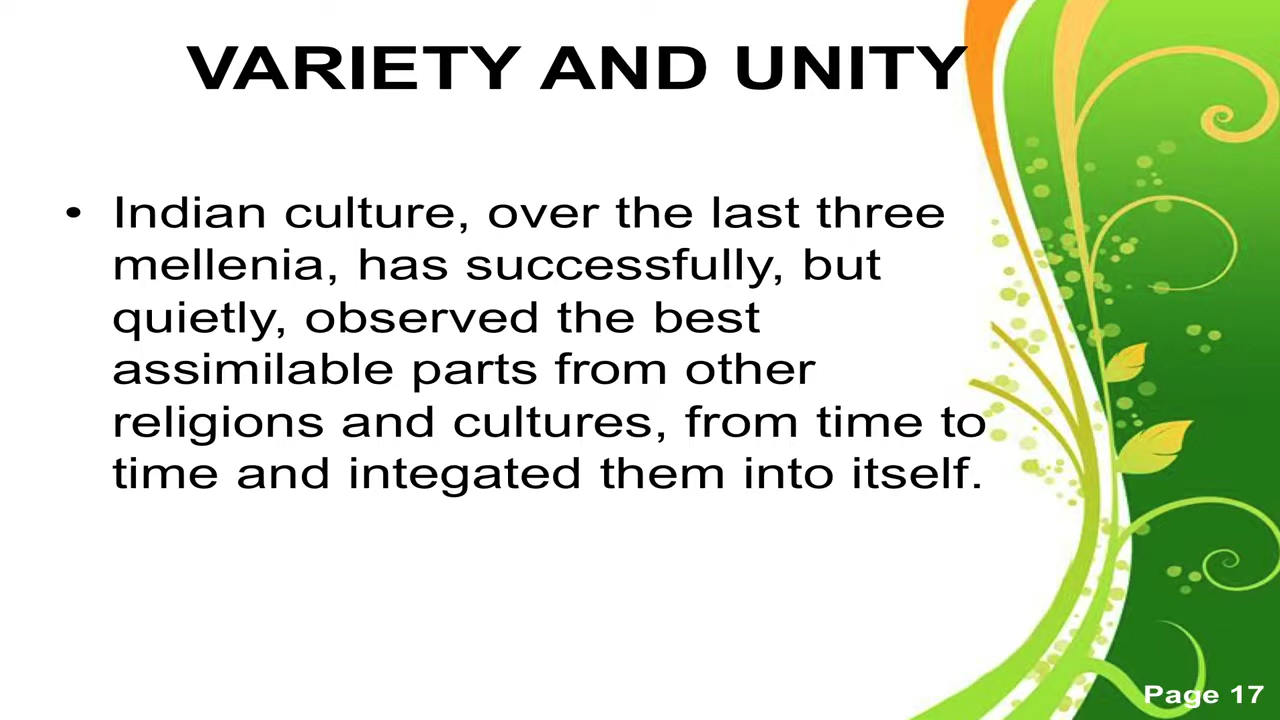 VARIETY AND UNITY
• Indian culture, over the last three
mellenia, has successfully, but
quietly, observed the best
assimilable parts from other
religions and cultures, from time to
time and integated them into itself.
Page 17